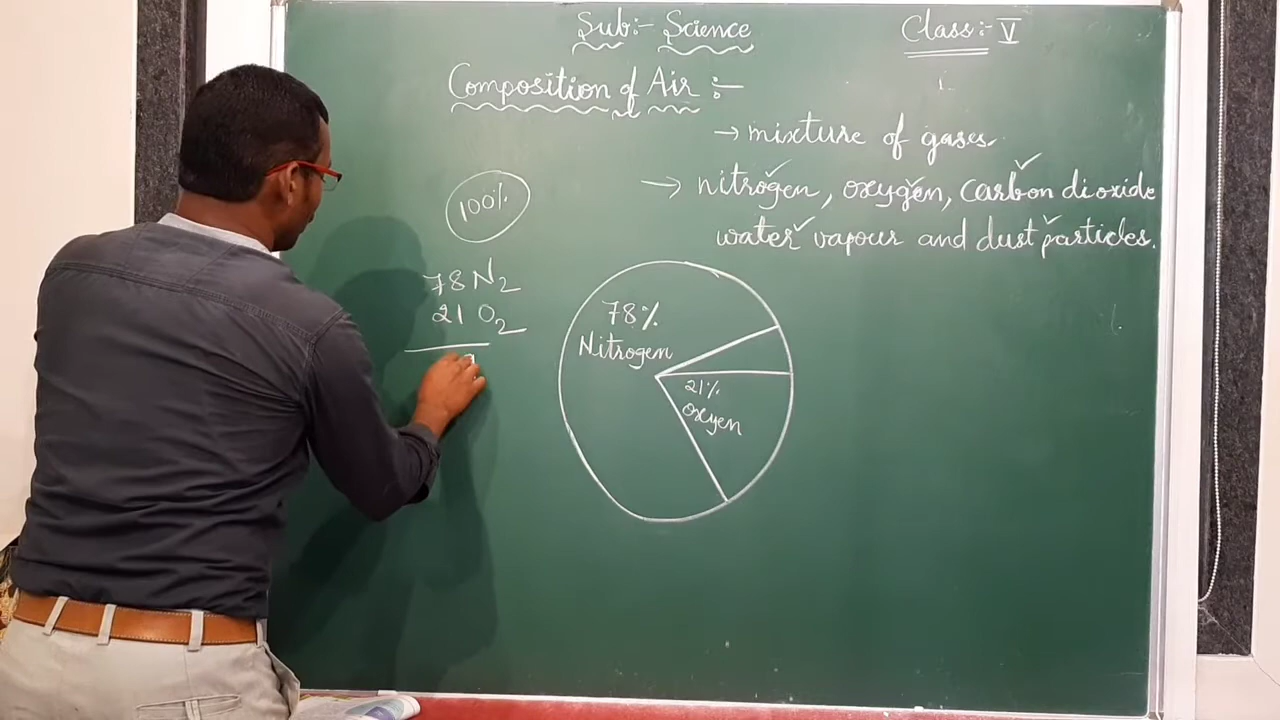 Sub:- Science
Class:- V
Composition of Air :-
→ mixture of gases.
→ nitrogen, oxygen, carbon dioxide
water vapour and dust particles.
100%
78 N2
21 O2
78%
Nitrogen
21%
oxyen